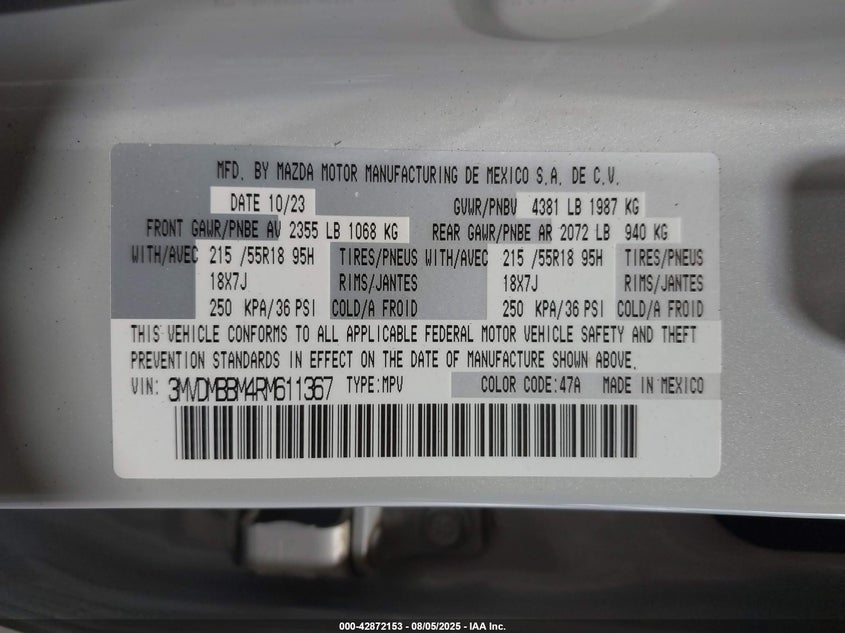 MFD. BY MAZDA MOTOR MANUFACTURING DE MEXICO S.A. DE C.V.
DATE 10/23 GVWR/PNBV 4381 LB 1987 KG
FRONT GAWR/PNBE AV 2355 LB 1068 KG REAR GAWR/PNBE AR 2072 LB 940 KG
WITH/AVEC 215 /55R18 95H TIRES/PNEUS WITH/AVEC 215 /55R18 95H TIRES/PNEUS
18X7J RIMS/JANTES 18X7J RIMS/JANTES
250 KPA/36 PSI COLD/A FROID 250 KPA/36 PSI COLD/A FROID
THIS VEHICLE CONFORMS TO ALL APPLICABLE FEDERAL MOTOR VEHICLE SAFETY AND THEFT
PREVENTION STANDARDS IN EFFECT ON THE DATE OF MANUFACTURE SHOWN ABOVE.
VIN: 3MVDMBBM4RM611367 TYPE:MPV COLOR CODE:47A MADE IN MEXICO
000-42872153 - 08/05/2025 - IAA Inc.